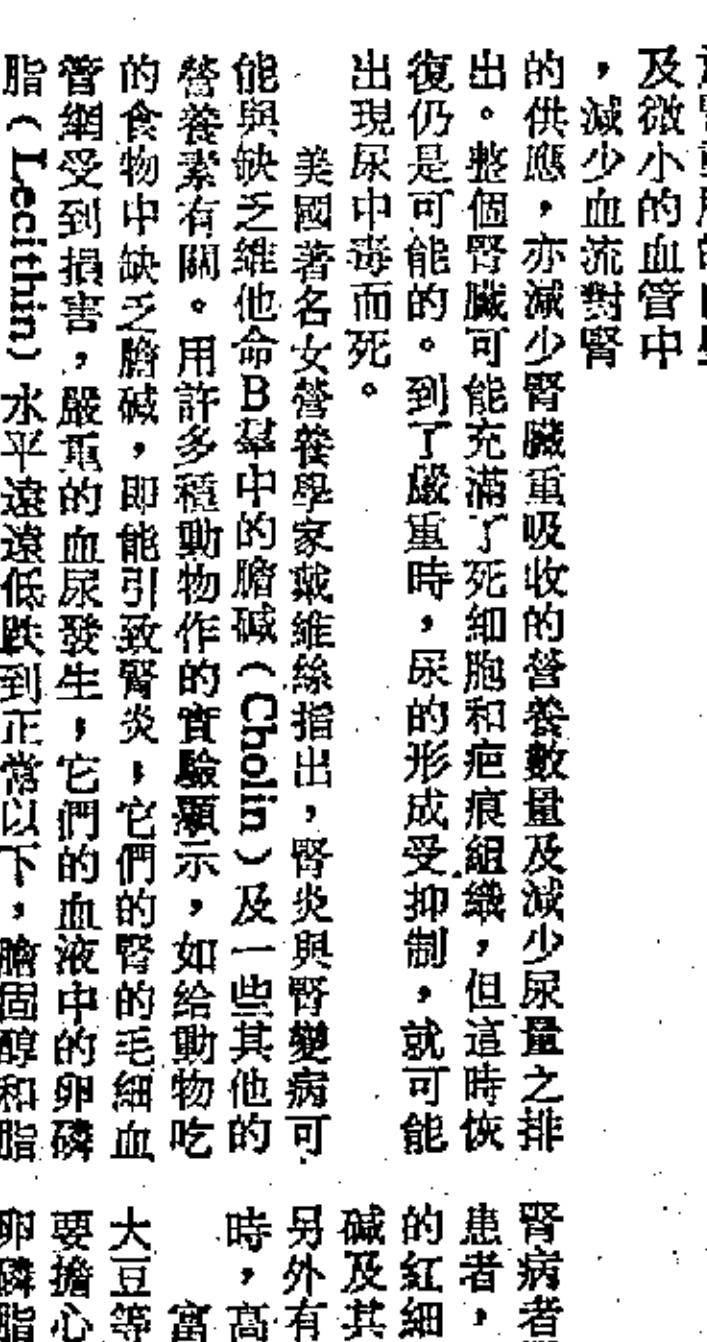 及微小的血管中
，減少血流對腎
的供應，亦減少腎臟重吸收的營養數量及減少尿量之排
出。整個腎臟可能充滿了死細胞和疤痕組織，但這時恢
復仍是可能的。到了嚴重時，尿的形成受抑制，就可能
出現尿中毒而死。
美國著名女營養學家戴維絲指出，腎炎與腎變病可
能與缺乏維他命B羣中的膽碱（Cholin）及一些其他的
營養素有關。用許多種動物作的實驗顯示，如給動物吃
的食物中缺乏膽碱，即能引致腎炎，它們的腎的毛細血
管網受到損害，嚴重的血尿發生，它們的血液中的卵磷
脂（Lecithin）水平遠遠低跌到正常以下，膽固醇和脂
腎病者
患者，
的紅細
碱及其
另外有
時，高
富
大豆等
要擔心
卵磷脂